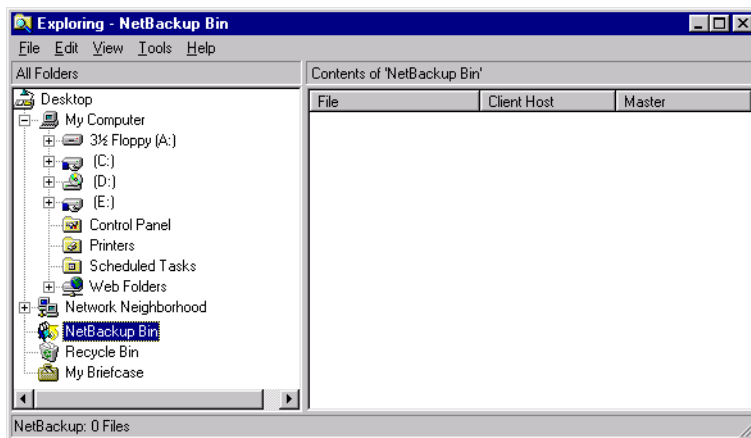 Exploring - NetBackup Bin
File Edit View Tools Help
All Folders
Contents of 'NetBackup Bin'
File Client Host Master
Desktop
My Computer
3½ Floppy (A:)
(C:)
(D:)
(E:)
Control Panel
Printers
Scheduled Tasks
Web Folders
Network Neighborhood
NetBackup Bin
Recycle Bin
My Briefcase
NetBackup: 0 Files